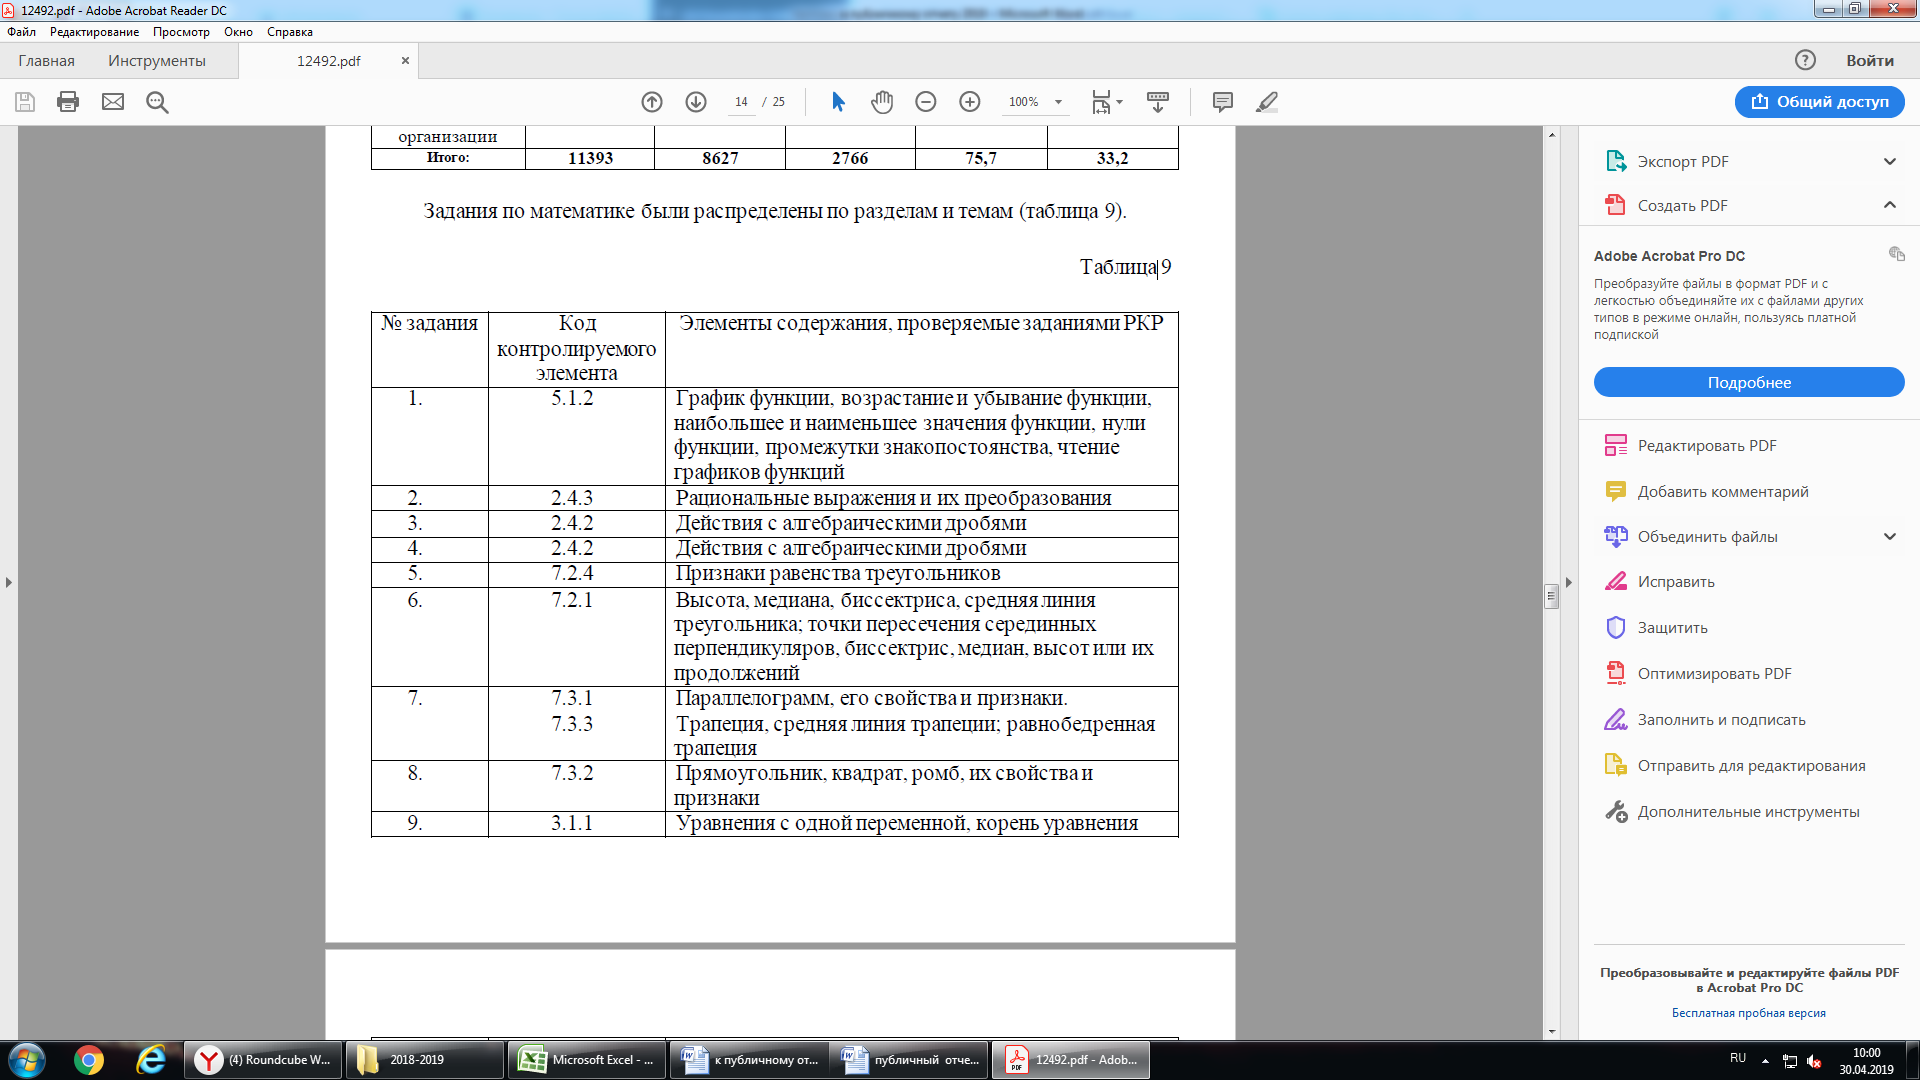 12492.pdf - Adobe Acrobat Reader DC
Файл Редактирование Просмотр Окно Справка
Главная Инструменты 12492.pdf × Войти
14 / 25 100% Общий доступ
организации
Итого: 11393 8627 2766 75,7 33,2
Задания по математике были распределены по разделам и темам (таблица 9).
Таблица 9
№ задания Код Элементы содержания, проверяемые заданиями РКР
контролируемого
элемента
1. 5.1.2 График функции, возрастание и убывание функции,
наибольшее и наименьшее значения функции, нули
функции, промежутки знакопостоянства, чтение
графиков функций
2. 2.4.3 Рациональные выражения и их преобразования
3. 2.4.2 Действия с алгебраическими дробями
4. 2.4.2 Действия с алгебраическими дробями
5. 7.2.4 Признаки равенства треугольников
6. 7.2.1 Высота, медиана, биссектриса, средняя линия
треугольника; точки пересечения серединных
перпендикуляров, биссектрис, медиан, высот или их
продолжений
7. 7.3.1 Параллелограмм, его свойства и признаки.
7.3.3 Трапеция, средняя линия трапеции; равнобедренная
трапеция
8. 7.3.2 Прямоугольник, квадрат, ромб, их свойства и
признаки
9. 3.1.1 Уравнения с одной переменной, корень уравнения
Экспорт PDF
Создать PDF
Adobe Acrobat Pro DC
Преобразуйте файлы в формат PDF и с
легкостью объединяйте их с файлами других
типов в режиме онлайн, пользуясь платной
подпиской
Подробнее
Редактировать PDF
Добавить комментарий
Объединить файлы
Исправить
Защитить
Оптимизировать PDF
Заполнить и подписать
Отправить для редактирования
Дополнительные инструменты
Преобразовывайте и редактируйте файлы PDF
в Acrobat Pro DC
Бесплатная пробная версия
(4) Roundcube W... 2018-2019 Microsoft Excel - ... к публичному от... публичный отче... 12492.pdf - Adob... RU 10:00
30.04.2019